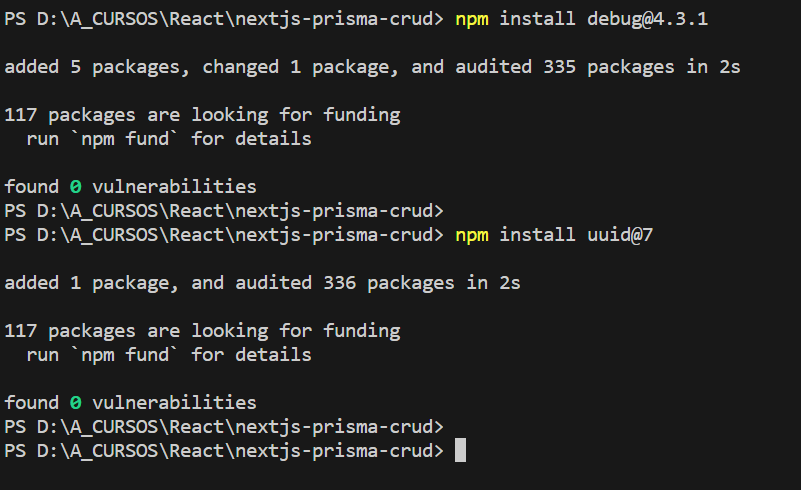 PS D:\A_CURSOS\React\nextjs-prisma-crud> npm install debug@4.3.1
added 5 packages, changed 1 package, and audited 335 packages in 2s
117 packages are looking for funding
  run `npm fund` for details
found 0 vulnerabilities
PS D:\A_CURSOS\React\nextjs-prisma-crud>
PS D:\A_CURSOS\React\nextjs-prisma-crud> npm install uuid@7
added 1 package, and audited 336 packages in 2s
117 packages are looking for funding
  run `npm fund` for details
found 0 vulnerabilities
PS D:\A_CURSOS\React\nextjs-prisma-crud>
PS D:\A_CURSOS\React\nextjs-prisma-crud>